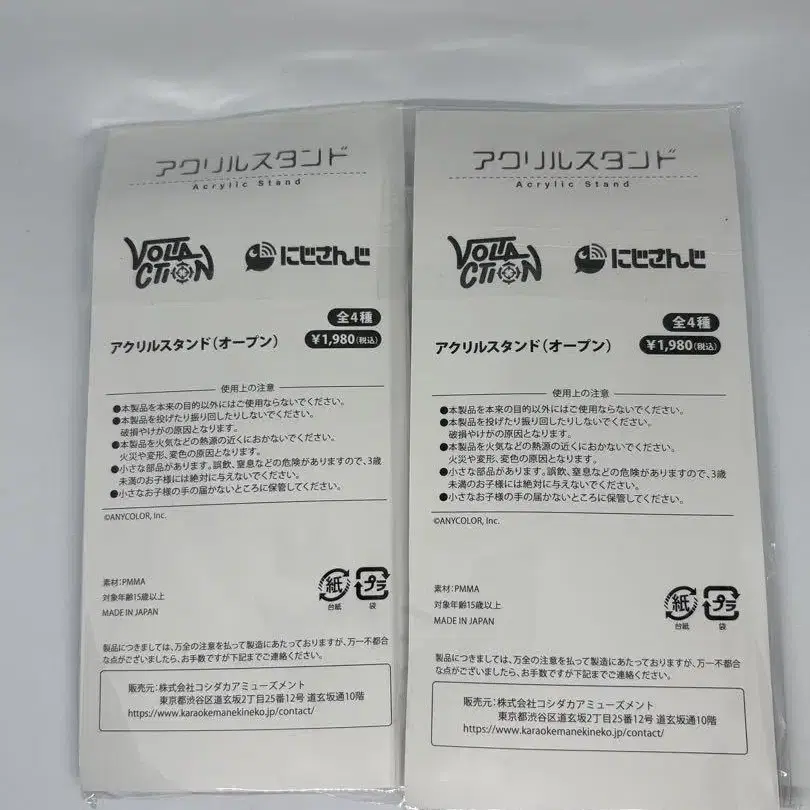 アクリルスタンド
Acrylic Stand
VOLTA
CTION
にじさんじ
全4種
アクリルスタンド(オープン)
¥1,980(税込)
使用上の注意
●本製品を本来の目的以外にはご使用ならないでください。
●本製品を投げたり振り回したりしないでください。
破損やけがの原因となります。
●本製品を火気などの熱源の近くにおかないでください。
火災や変形、変色の原因となります。
●小さな部品があります。誤飲、窒息などの危険がありますので、3歳
未満のお子様には絶対に与えないでください。
●小さなお子様の手の届かないところに保管してください。
©ANYCOLOR, Inc.
素材:PMMA
対象年齢15歳以上
MADE IN JAPAN
紙
台紙
プラ
袋
製品につきましては、万全の注意を払って製造にあたっておりますが、万一不都合
な点がございましたら、お手数ですが下記までご連絡ください。
販売元:株式会社コシダカアミューズメント
東京都渋谷区道玄坂2丁目25番12号 道玄坂通10階
https://www.karaokemanekineko.jp/contact/
アクリルスタンド
Acrylic Stand
VOLTA
CTION
にじさんじ
全4種
アクリルスタンド(オープン)
¥1,980(税込)
使用上の注意
●本製品を本来の目的以外にはご使用ならないでください。
●本製品を投げたり振り回したりしないでください。
破損やけがの原因となります。
●本製品を火気などの熱源の近くにおかないでください。
火災や変形、変色の原因となります。
●小さな部品があります。誤飲、窒息などの危険がありますので、3歳
未満のお子様には絶対に与えないでください。
●小さなお子様の手の届かないところに保管してください。
©ANYCOLOR, Inc.
素材:PMMA
対象年齢15歳以上
MADE IN JAPAN
紙
台紙
プラ
袋
製品につきましては、万全の注意を払って製造にあたっておりますが、万一不都合
な点がございましたら、お手数ですが下記までご連絡ください。
販売元:株式会社コシダカアミューズメント
東京都渋谷区道玄坂2丁目25番12号 道玄坂通10階
https://www.karaokemanekineko.jp/contact/